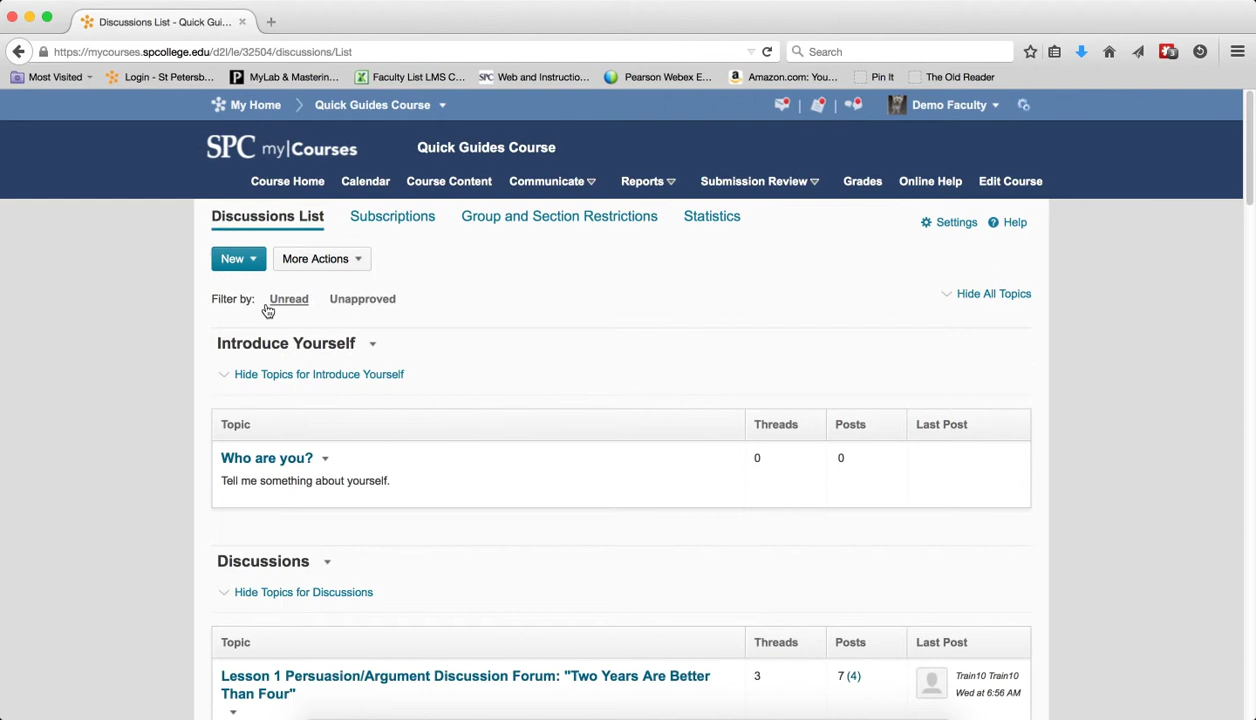 Discussions List - Quick Gui...
https://mycourses.spcollege.edu/d2l/le/32504/discussions/List
Search
Most Visited
Login - St Petersb...
MyLab & Mastering...
Faculty List LMS C...
SPC Web and Instructio...
Pearson Webex E...
Amazon.com: You...
Pin It
The Old Reader
My Home
Quick Guides Course
Demo Faculty
SPC my|Courses
Quick Guides Course
Course Home
Calendar
Course Content
Communicate
Reports
Submission Review
Grades
Online Help
Edit Course
Discussions List
Subscriptions
Group and Section Restrictions
Statistics
Settings
Help
New
More Actions
Filter by: Unread Unapproved
Hide All Topics
Introduce Yourself
Hide Topics for Introduce Yourself
Topic Threads Posts Last Post
Who are you? 0 0
Tell me something about yourself.
Discussions
Hide Topics for Discussions
Topic Threads Posts Last Post
Lesson 1 Persuasion/Argument Discussion Forum: "Two Years Are Better
Than Four"
3 7 (4)
Train10 Train10
Wed at 6:56 AM